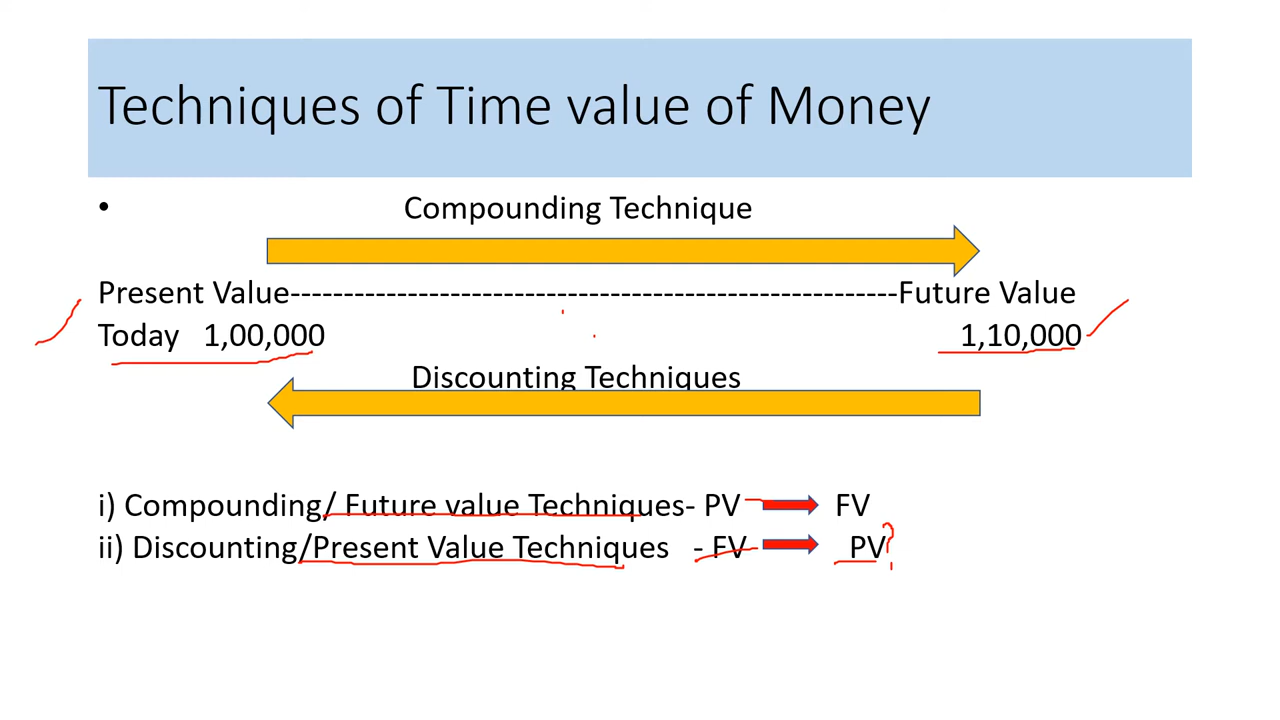 Techniques of Time value of Money
• Compounding Technique
Present Value---------------------------------------------------------------------Future Value
Today 1,00,000 1,10,000
Discounting Techniques
i) Compounding/ Future value Techniques- PV FV
ii) Discounting/Present Value Techniques - FV PV?